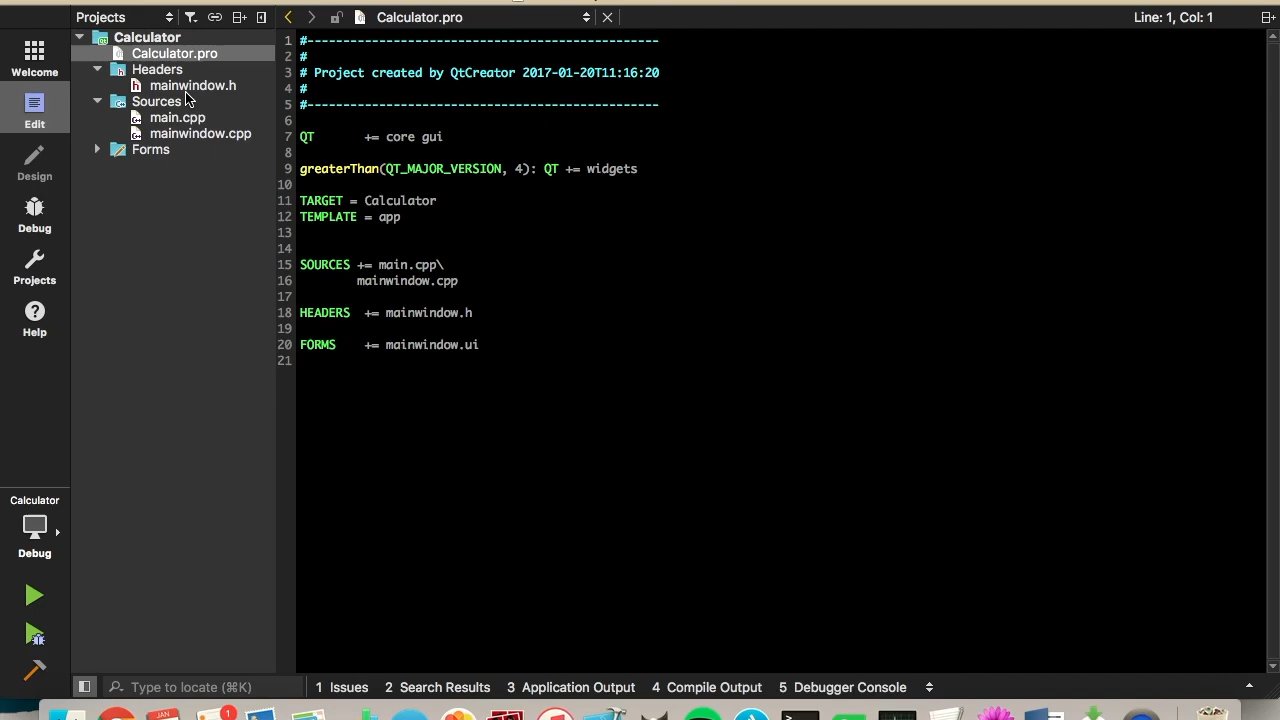 Projects
Calculator.pro
Line: 1, Col: 1
Welcome
Edit
Design
Debug
Projects
Help
Calculator
Debug
Calculator
Calculator.pro
Headers
mainwindow.h
Sources
main.cpp
mainwindow.cpp
Forms
1 #-------------------------------------------------
2 #
3 # Project created by QtCreator 2017-01-20T11:16:20
4 #
5 #-------------------------------------------------
6
7 QT       += core gui
8
9 greaterThan(QT_MAJOR_VERSION, 4): QT += widgets
10
11 TARGET = Calculator
12 TEMPLATE = app
13
14
15 SOURCES += main.cpp\
16         mainwindow.cpp
17
18 HEADERS  += mainwindow.h
19
20 FORMS    += mainwindow.ui
21
Type to locate (⌘K)
1 Issues 2 Search Results 3 Application Output 4 Compile Output 5 Debugger Console
JAN 1